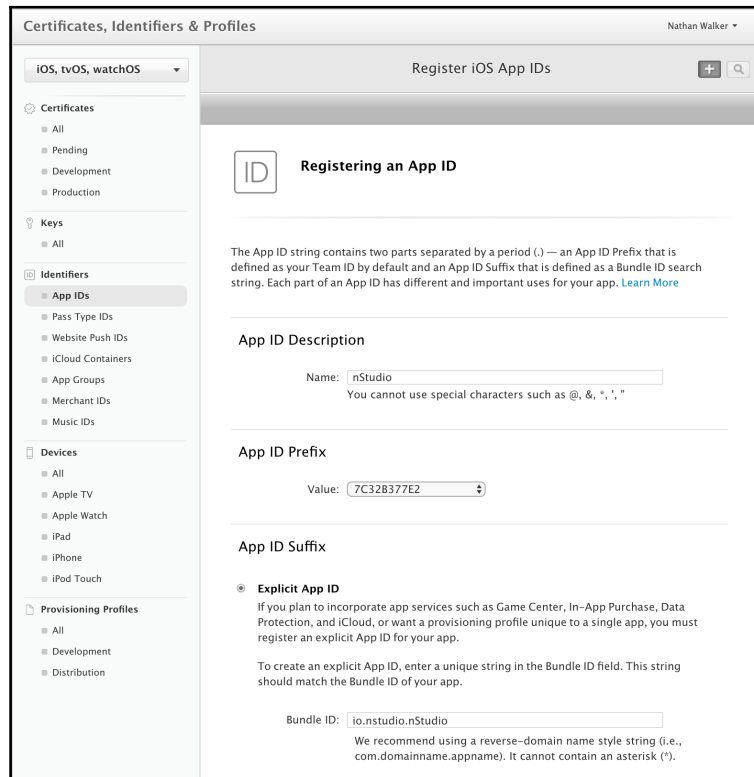 Certificates, Identifiers & Profiles
Nathan Walker
iOS, tvOS, watchOS
Certificates
All
Pending
Development
Production
Keys
All
ID
Identifiers
App IDs
Pass Type IDs
Website Push IDs
iCloud Containers
App Groups
Merchant IDs
Music IDs
Devices
All
Apple TV
Apple Watch
iPad
iPhone
iPod Touch
Provisioning Profiles
All
Development
Distribution
Register iOS App IDs
ID
Registering an App ID
The App ID string contains two parts separated by a period (.) — an App ID Prefix that is
defined as your Team ID by default and an App ID Suffix that is defined as a Bundle ID search
string. Each part of an App ID has different and important uses for your app. Learn More
App ID Description
Name: nStudio
You cannot use special characters such as @, &, *, ', "
App ID Prefix
Value: 7C32B377E2
App ID Suffix
Explicit App ID
If you plan to incorporate app services such as Game Center, In-App Purchase, Data
Protection, and iCloud, or want a provisioning profile unique to a single app, you must
register an explicit App ID for your app.
To create an explicit App ID, enter a unique string in the Bundle ID field. This string
should match the Bundle ID of your app.
Bundle ID: io.nstudio.nStudio
We recommend using a reverse-domain name style string (i.e.,
com.domainname.appname). It cannot contain an asterisk (*).